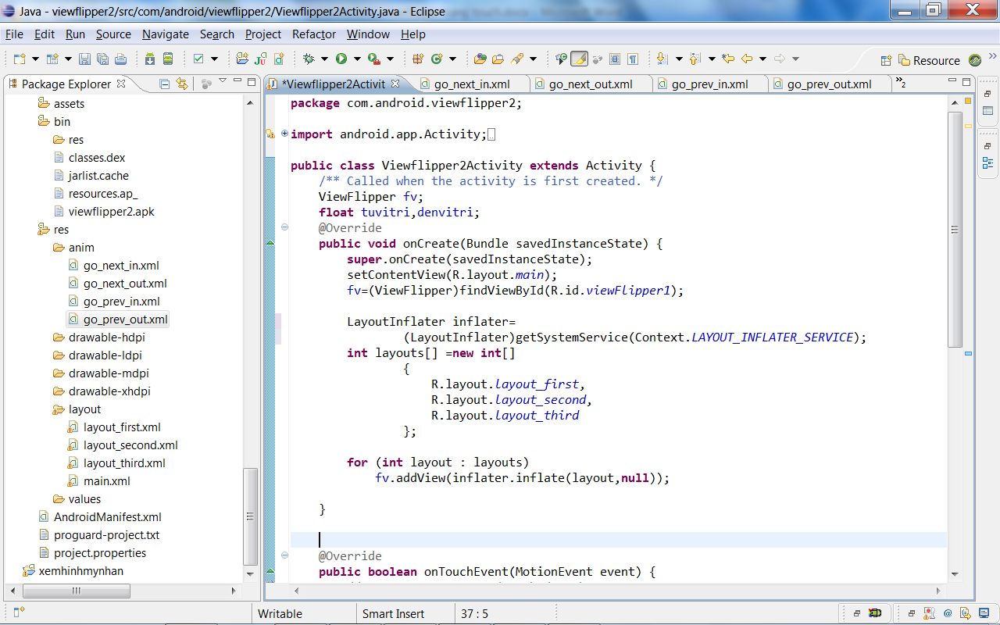 Java - viewflipper2/src/com/android/viewflipper2/Viewflipper2Activity.java - Eclipse
File Edit Run Source Navigate Search Project Refactor Window Help
Resource
Package Explorer
*Viewflipper2Activit
go_next_in.xml
go_next_out.xml
go_prev_in.xml
go_prev_out.xml
»2
assets
bin
res
classes.dex
jarlist.cache
resources.ap_
viewflipper2.apk
res
anim
go_next_in.xml
go_next_out.xml
go_prev_in.xml
go_prev_out.xml
drawable-hdpi
drawable-ldpi
drawable-mdpi
drawable-xhdpi
layout
layout_first.xml
layout_second.xml
layout_third.xml
main.xml
values
AndroidManifest.xml
proguard-project.txt
project.properties
xemhinhmynhan
package com.android.viewflipper2;
import android.app.Activity;
public class Viewflipper2Activity extends Activity {
/** Called when the activity is first created. */
ViewFlipper fv;
float tuvitri,denvitri;
@Override
public void onCreate(Bundle savedInstanceState) {
super.onCreate(savedInstanceState);
setContentView(R.layout.main);
fv=(ViewFlipper)findViewById(R.id.viewFlipper1);
LayoutInflater inflater=
(LayoutInflater)getSystemService(Context.LAYOUT_INFLATER_SERVICE);
int layouts[] =new int[]
{
R.layout.layout_first,
R.layout.layout_second,
R.layout.layout_third
};
for (int layout : layouts)
fv.addView(inflater.inflate(layout,null));
}
@Override
public boolean onTouchEvent(MotionEvent event) {
Writable
Smart Insert
37 : 5